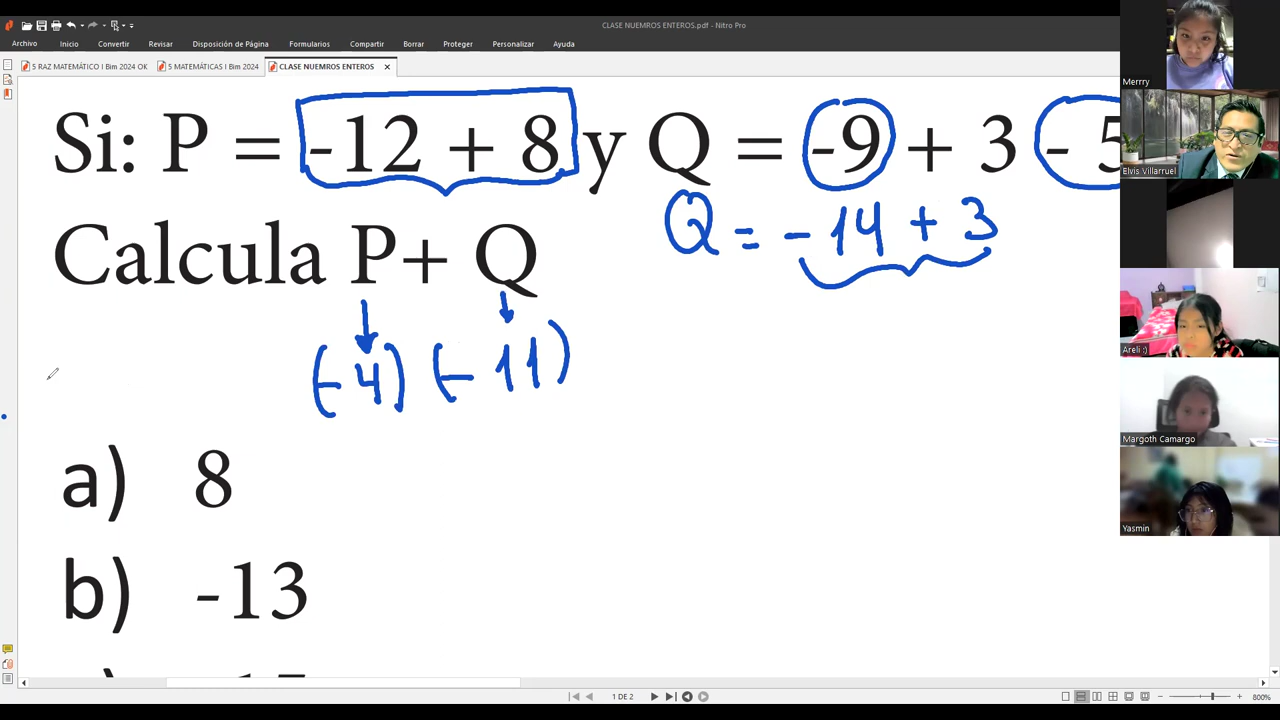 CLASE NUEMROS ENTEROS.pdf - Nitro Pro
Archivo Inicio Convertir Revisar Disposición de Página Formularios Compartir Borrar Proteger Personalizar Ayuda
5 RAZ MATEMÁTICO I Bim 2024 OK 5 MATEMÁTICAS I Bim 2024 CLASE NUEMROS ENTEROS
Si: P = -12 + 8 y Q = -9 + 3 - 5
Q = - 14 + 3
Calcula P+ Q
(- 4) (- 11)
a) 8
b) -13
1 DE 2
800%
Merrry
Elvis Villarruel
Areli :)
Margoth Camargo
Yasmin